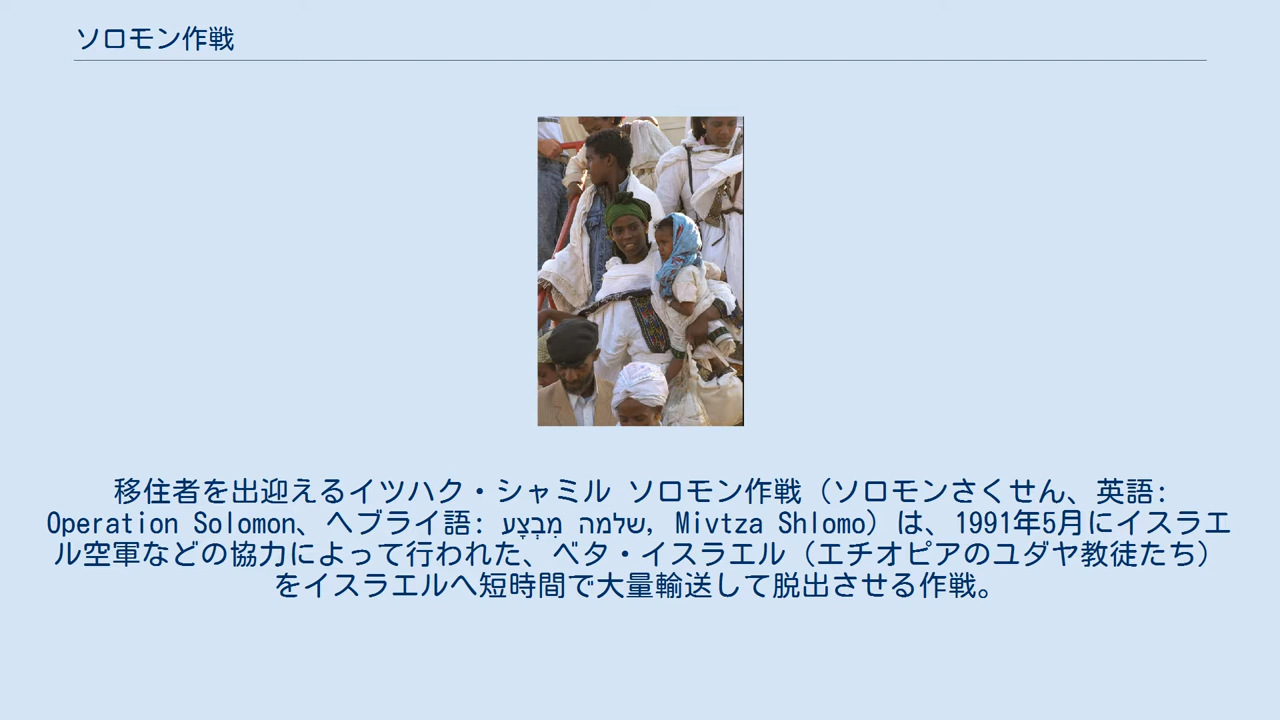 ソロモン作戦
移住者を出迎えるイツハク・シャミル ソロモン作戦（ソロモンさくせん、英語:
Operation Solomon、ヘブライ語: שלמה מִבְצָע, Mivtza Shlomo）は、1991年5月にイスラエ
ル空軍などの協力によって行われた、ベタ・イスラエル（エチオピアのユダヤ教徒たち）
をイスラエルへ短時間で大量輸送して脱出させる作戦。